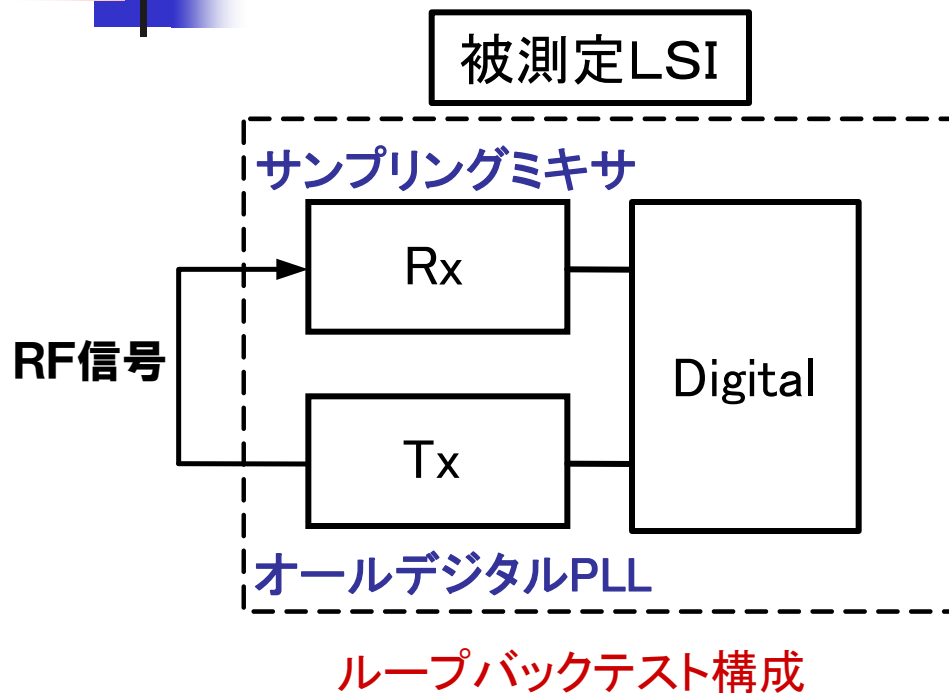 被測定LSI
サンプリングミキサ
Rx
RF信号
Digital
Tx
オールデジタルPLL
ループバックテスト構成